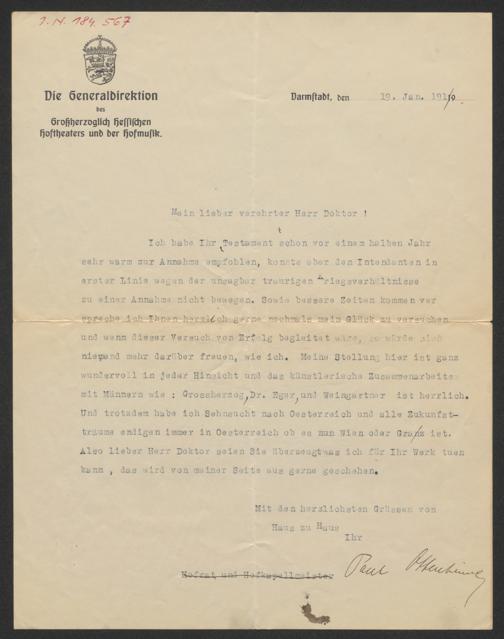 I.N. 184.567
Die Generaldirektion
des
Großherzoglich Hessischen
Hoftheaters und der Hofmusik.
Darmstadt, den 19. Jan. 191
Mein lieber verehrter Herr Doktor !
Ich habe Ihr Testament schon vor einem halben Jahr
sehr warm zur Annahme empfohlen, konnte aber den Intendanten in
erster Linie wegen der unsagbar traurigen Kriegsverhältnisse
zu einer Annahme nicht bewegen. Sowie bessere Zeiten kommen ver
spreche ich Ihnen herzlich gerne nochmals mein Glück zu versuchen
und wenn dieser Versuch von Erfolg begleitet wäre, so würde sich
niemand mehr darüber freuen, wie ich. Meine Stellung hier ist ganz
wundervoll in jeder Hinsicht und das künstlerische Zusammenarbeiten
mit Männern wie : Grossherzog, Dr. Eger, und Weingartner ist herrlich.
Und trotzdem habe ich Sehnsucht nach Oesterreich und alle Zukunfts-
träume endigen immer in Oesterreich ob es nun Wien oder Graz ist.
Also lieber Herr Doktor seien Sie überzeugt was ich für Ihr Werk tuen
kann , das wird von meiner Seite aus gerne geschehen.
Mit den herzlichsten Grüssen von
Haus zu Haus
Ihr
Hofrat und Hofkapellmeister Paul Ottenheimer